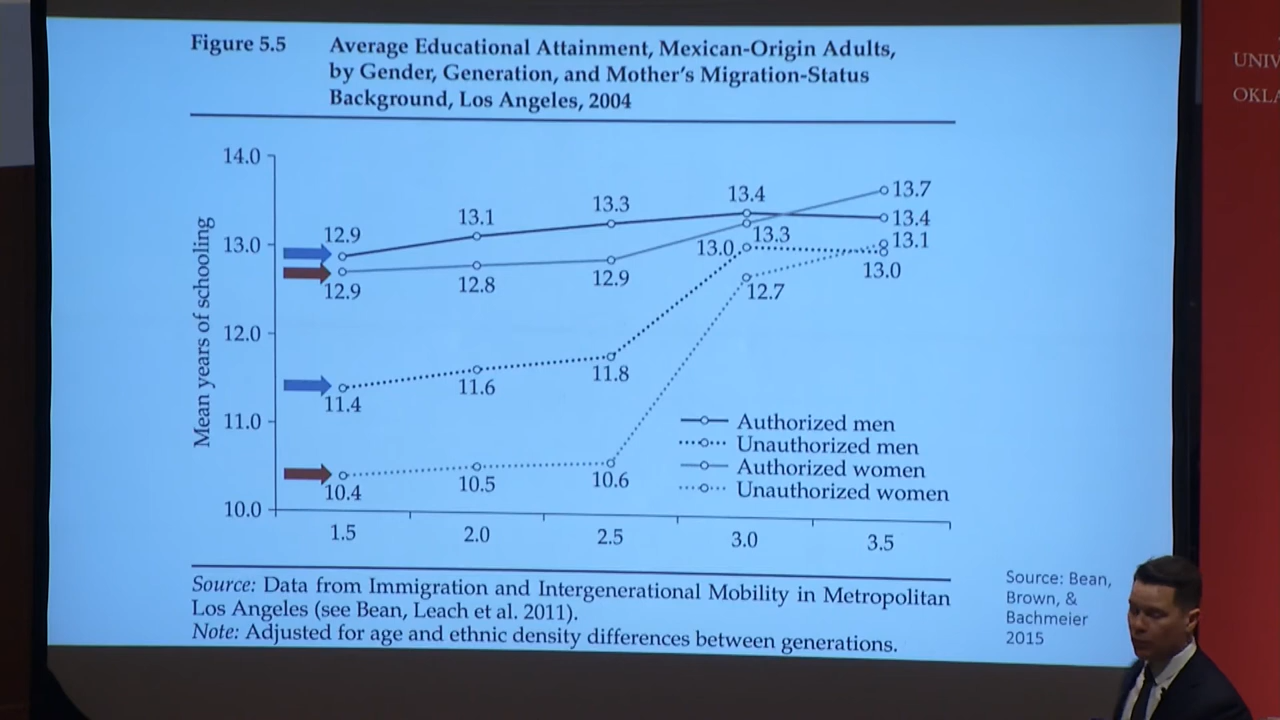 Figure 5.5 Average Educational Attainment, Mexican-Origin Adults,
by Gender, Generation, and Mother's Migration-Status
Background, Los Angeles, 2004
UNIV
OKLA
Mean years of schooling
14.0
13.0
12.0
11.0
10.0
12.9
13.1
13.3
13.4
13.7
13.4
13.1
13.0
13.3
13.0
12.7
12.9
12.8
12.9
11.4
11.6
11.8
10.4
10.5
10.6
Authorized men
Unauthorized men
Authorized women
Unauthorized women
1.5 2.0 2.5 3.0 3.5
Source: Data from Immigration and Intergenerational Mobility in Metropolitan
Los Angeles (see Bean, Leach et al. 2011).
Note: Adjusted for age and ethnic density differences between generations.
Source: Bean,
Brown, &
Bachmeier
2015